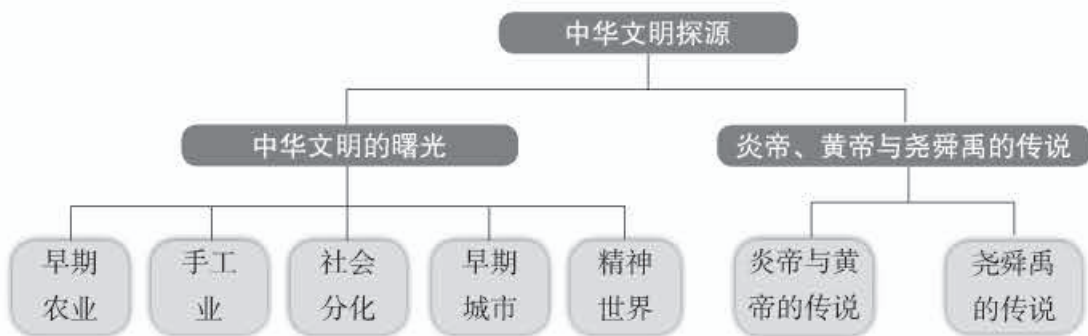 中华文明探源
中华文明的曙光
炎帝、黄帝与尧舜禹的传说
早期
农业
手工
业
社会
分化
早期
城市
精神
世界
炎帝与黄
帝的传说
尧舜禹
的传说